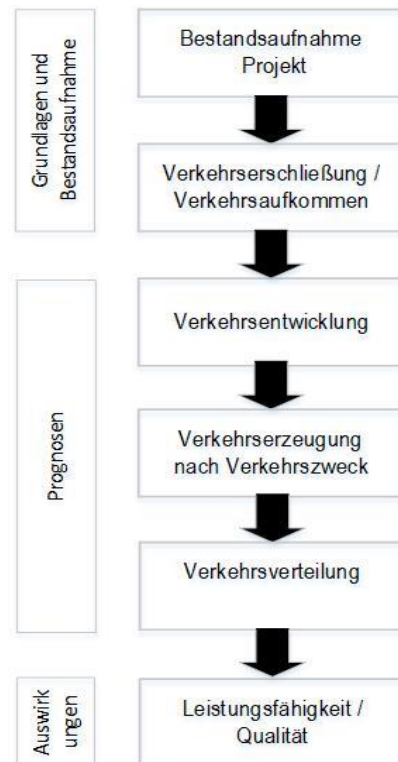 Grundlagen und
Bestandsaufnahme
Bestandsaufnahme
Projekt
Verkehrserschließung /
Verkehrsaufkommen
Prognosen
Verkehrsentwicklung
Verkehrserzeugung
nach Verkehrszweck
Verkehrsverteilung
Auswirk
ungen
Leistungsfähigkeit /
Qualität